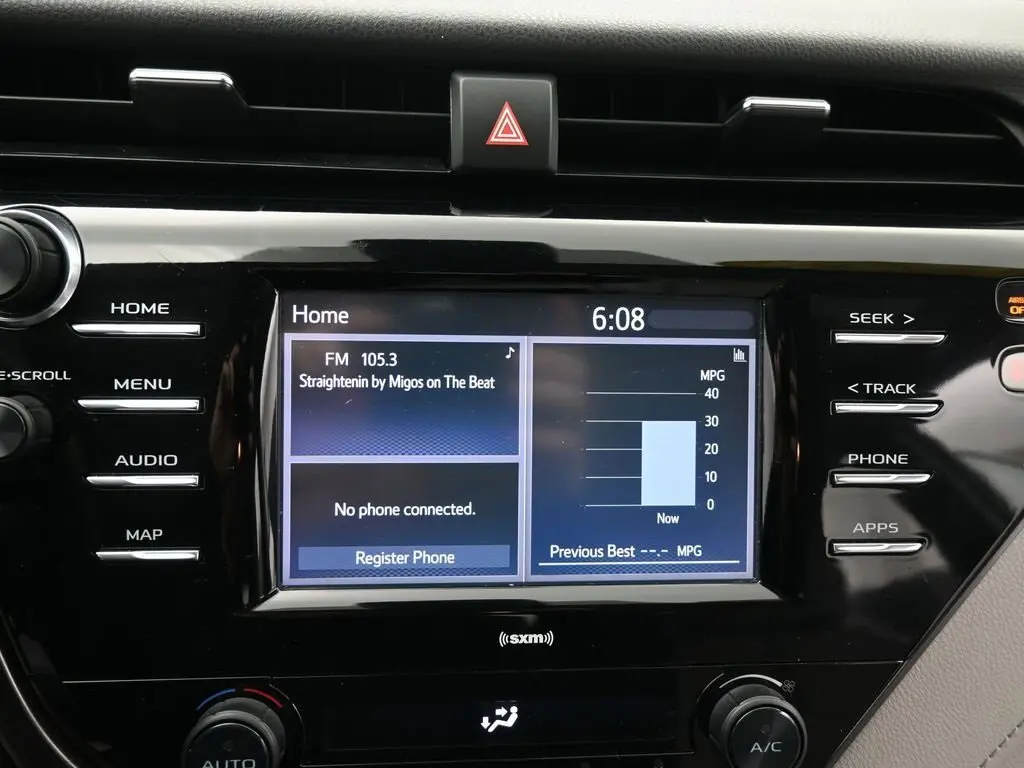 HOME
MENU
E•SCROLL
AUDIO
MAP
Home
6:08
FM 105.3
Straightenin by Migos on The Beat
No phone connected.
Register Phone
MPG
40
30
20
10
0
Now
Previous Best --.- MPG
SEEK >
< TRACK
PHONE
APPS
((sxm))
AUTO
A/C